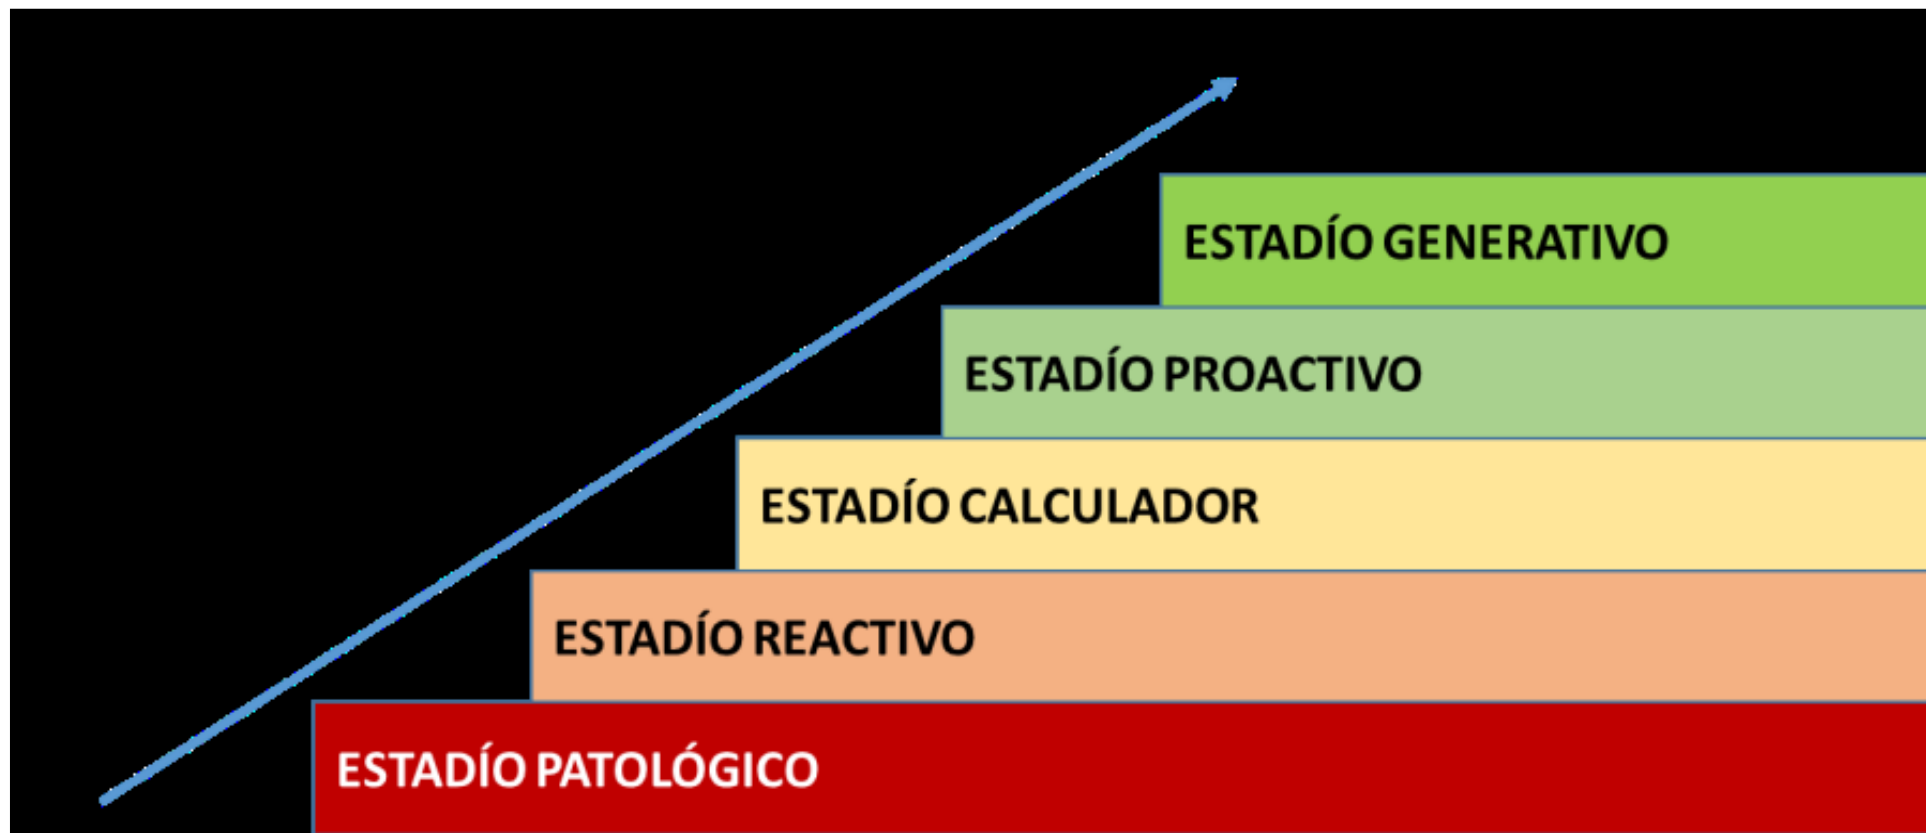 ESTADÍO GENERATIVO
ESTADÍO PROACTIVO
ESTADÍO CALCULADOR
ESTADÍO REACTIVO
ESTADÍO PATOLÓGICO